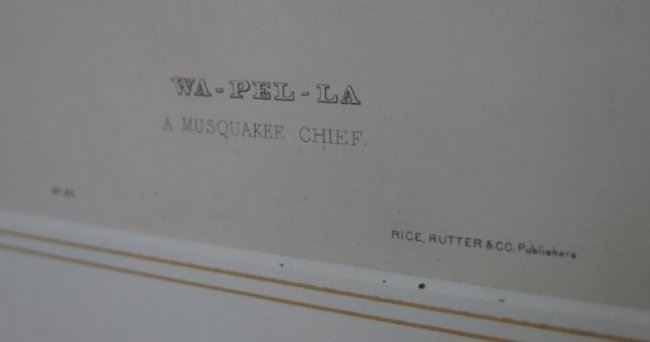 WA-PEL-LA
A MUSQUAKEE CHIEF.
RICE, RUTTER & CO. Publishers.